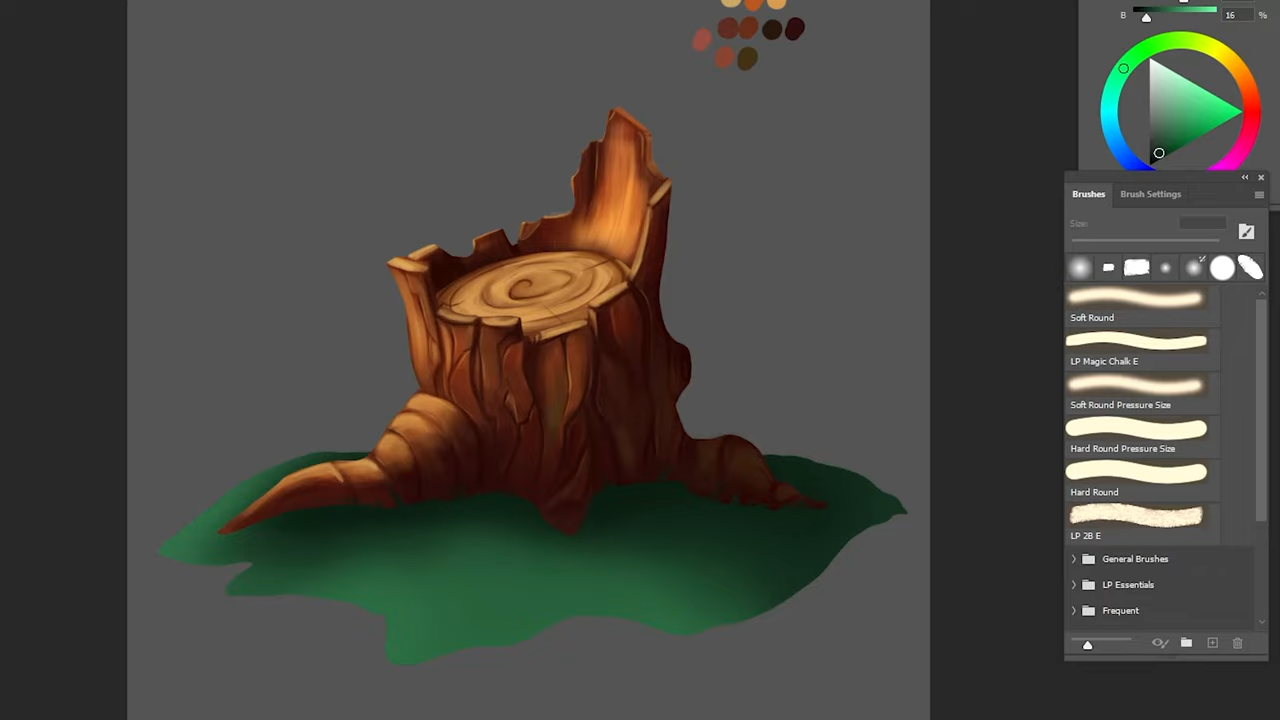 B 16 %
Brushes Brush Settings
Size:
Soft Round
LP Magic Chalk E
Soft Round Pressure Size
Hard Round Pressure Size
Hard Round
LP 2B E
General Brushes
LP Essentials
Frequent